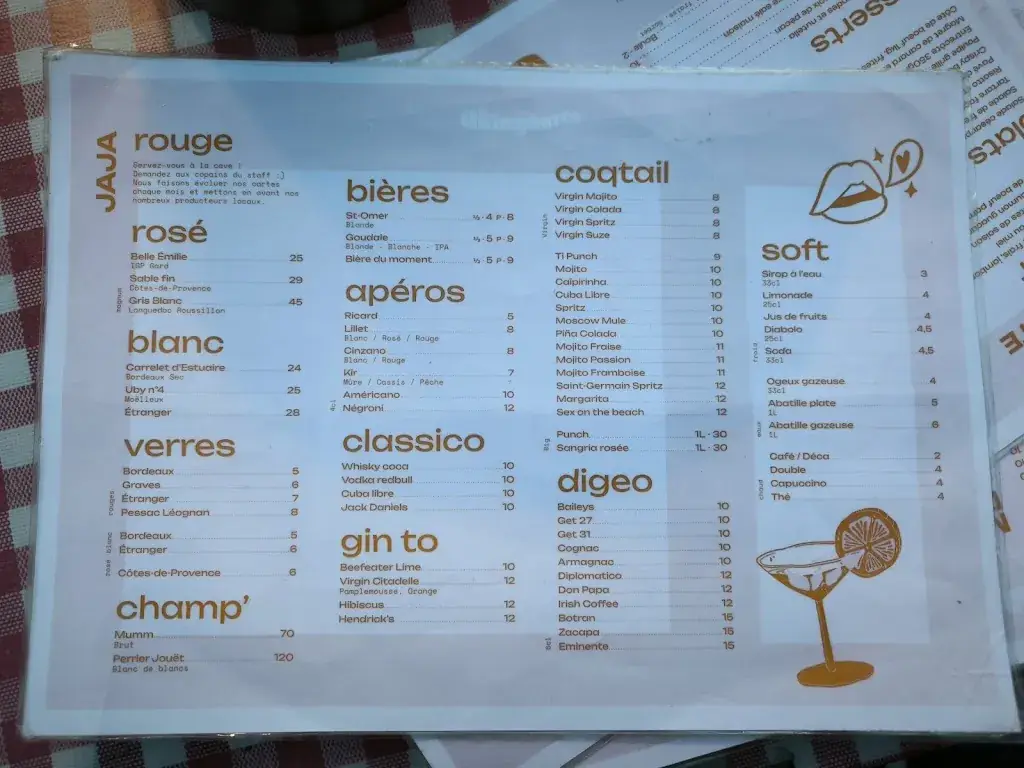 JAJA
rouge
Servez-vous à la cave !
Demandez aux copains du staff :)
Nous faisons évoluer nos cartes
chaque mois et mettons en avant nos
nombreux producteurs locaux.
rosé
Belle Émilie 25
IGP Gard
Sable fin 29
Côtes-de-Provence
magnum
Gris Blanc 45
Languedoc Roussillon
blanc
Carrelet d'Estuaire 24
Bordeaux Sec
Uby n°4 25
Moëlleux
Étranger 28
verres
rouges
Bordeaux 5
Graves 6
Étranger 7
Pessac Léognan 8
blanc
Bordeaux 5
Étranger 6
rosé
Côtes-de-Provence 6
champ'
Mumm 70
Brut
Perrier Jouët 120
Blanc de blancs
bières
St-Omer ½·4 P·8
Blonde
Goudale ½·5 P·9
Blonde - Blanche - IPA
Bière du moment ½·5 P·9
apéros
Ricard 5
Lillet 8
Blanc / Rosé / Rouge
Cinzano 8
Blanc / Rouge
Kir 7
Mûre / Cassis / Pêche
Américano 10
4cl
Négroni 12
classico
Whisky coca 10
Vodka redbull 10
Cuba libre 10
Jack Daniels 10
gin to
Beefeater Lime 10
Virgin Citadelle 12
Pamplemousse, Orange
Hibiscus 12
Hendrick's 12
coqtail
Virgin
Virgin Mojito 8
Virgin Colada 8
Virgin Spritz 8
Virgin Suze 8
Ti Punch 9
Mojito 10
Caïpirinha 10
Cuba Libre 10
Spritz 10
Moscow Mule 10
Piña Colada 10
Mojito Fraise 11
Mojito Passion 11
Mojito Framboise 11
Saint-Germain Spritz 12
Margarita 12
Sex on the beach 12
Big
Punch 1L·30
Sangria rosée 1L·30
digeo
Baileys 10
Get 27 10
Get 31 10
Cognac 10
Armagnac 10
Diplomatico 12
Don Papa 12
Irish Coffee 12
Botran 15
Zacapa 15
Eminente 15
soft
froid
Sirop à l'eau 3
33cl
Limonade 4
25cl
Jus de fruits 4
Diabolo 4,5
25cl
Soda 4,5
33cl
eaux
Ogeux gazeuse 4
33cl
Abatille plate 5
1L
Abatille gazeuse 6
1L
chaud
Café / Déca 2
Double 4
Capuccino 4
Thé 4
sserts
plats